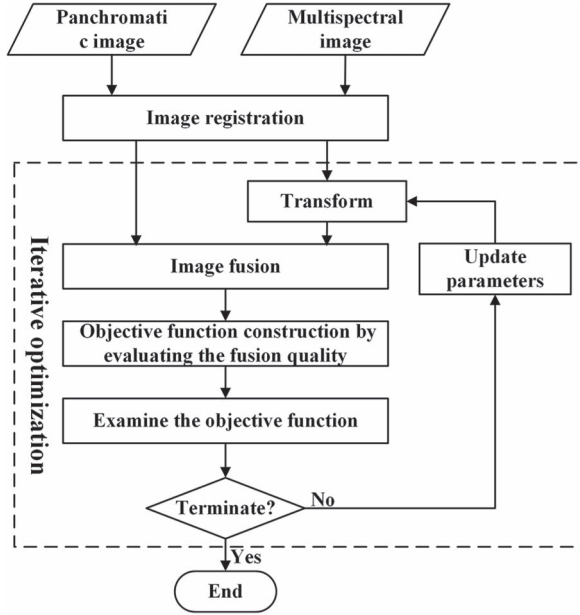 Panchromati
c image
Multispectral
image
Image registration
Transform
Image fusion
Update
parameters
Objective function construction by
evaluating the fusion quality
Examine the objective function
Terminate?
No
Yes
End
Iterative optimization